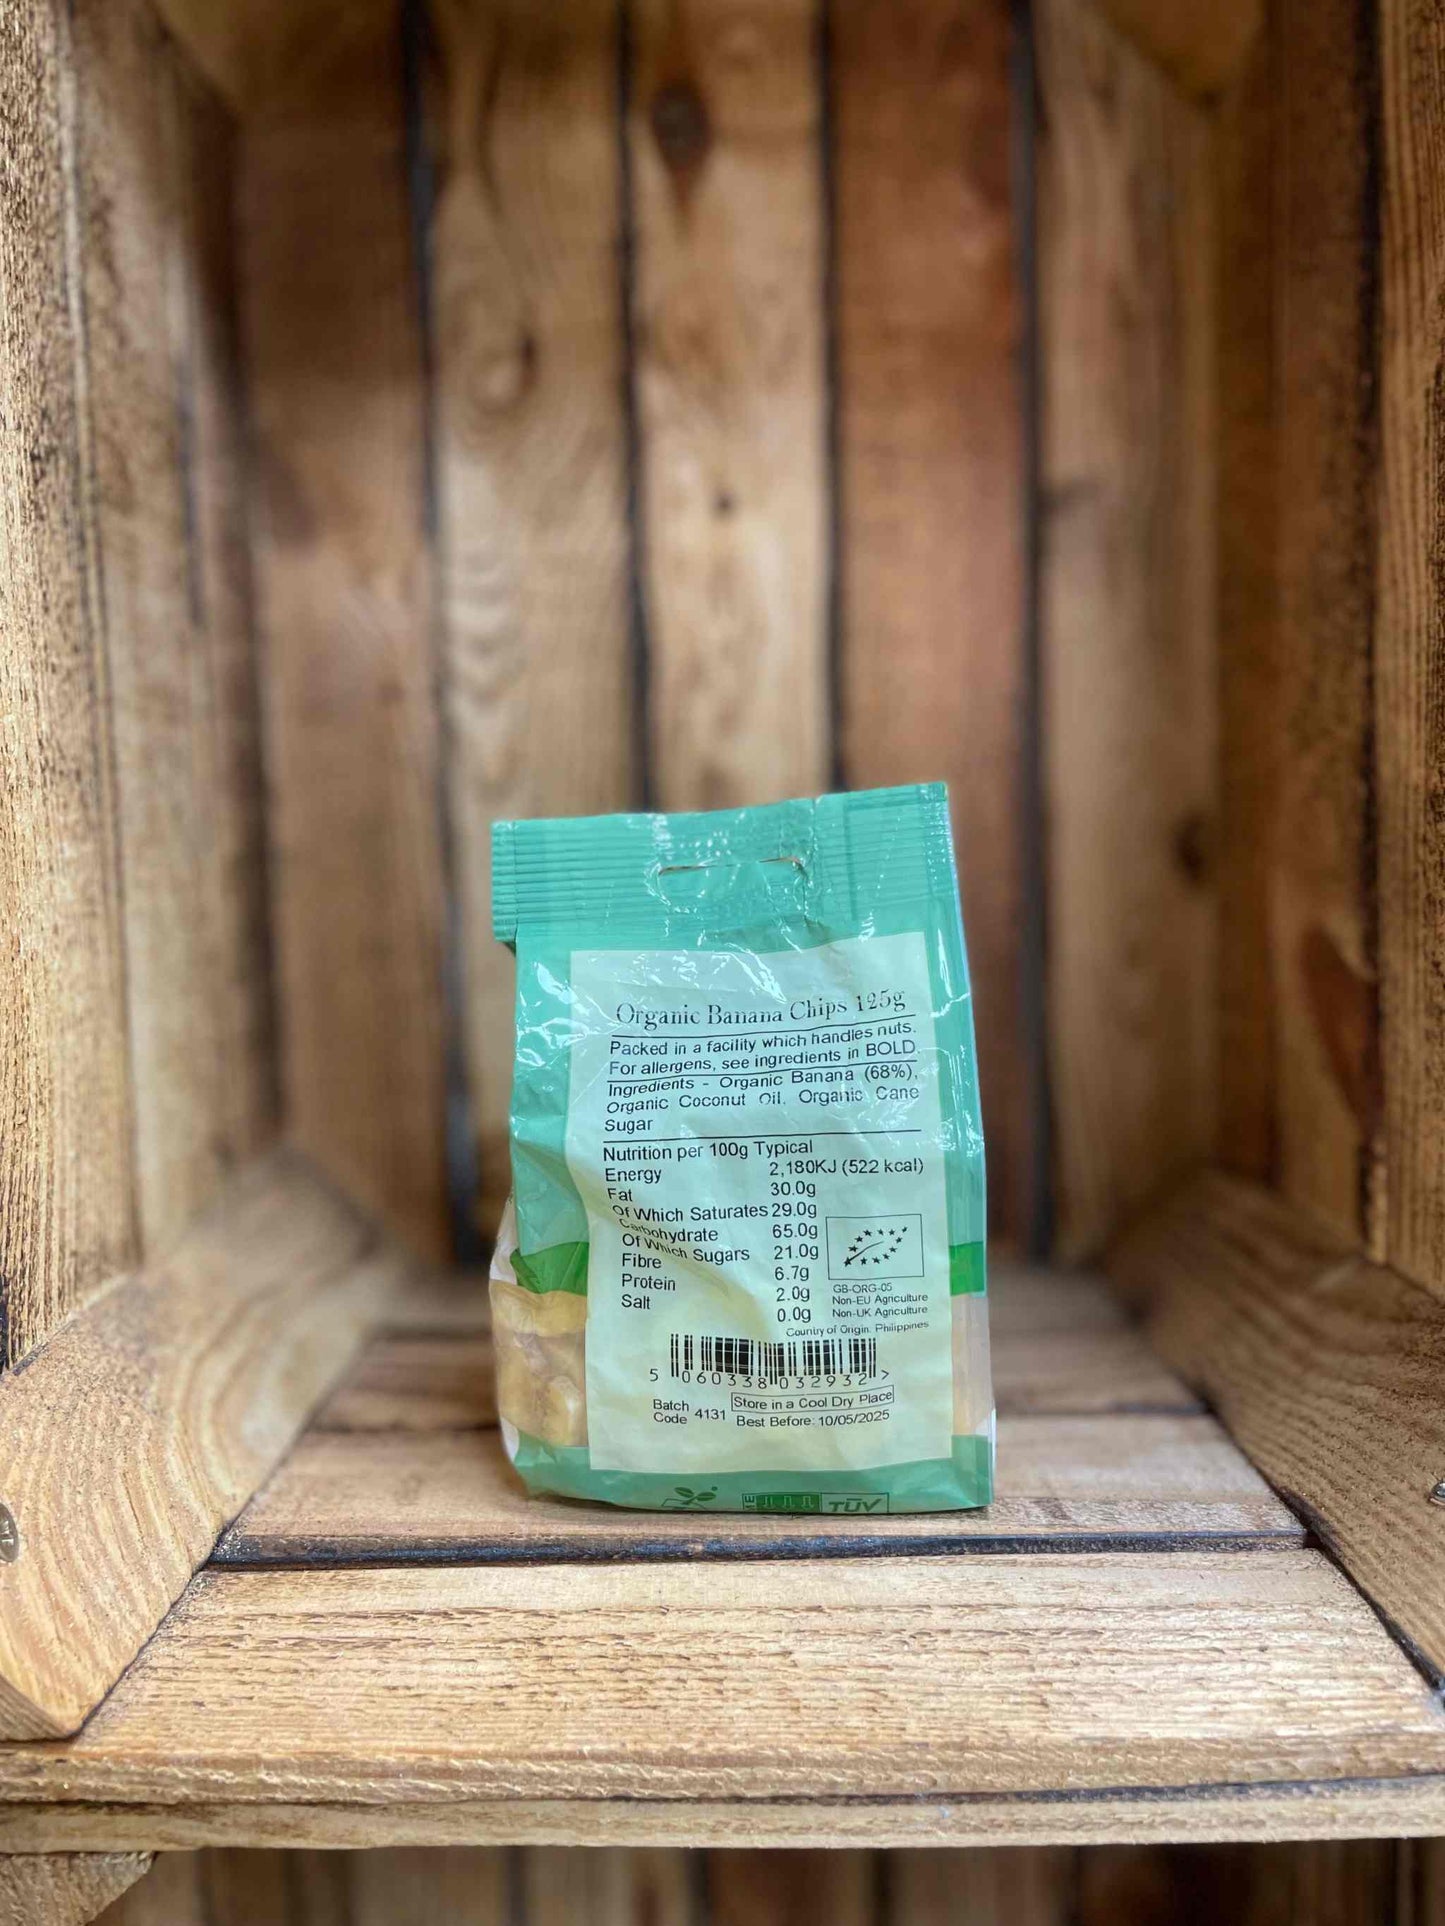 Organic Banana Chips 125g
Packed in a facility which handles nuts.
For allergens, see ingredients in BOLD
Ingredients - Organic Banana (68%),
Organic Coconut Oil, Organic Cane
Sugar
Nutrition per 100g Typical
Energy 2,180KJ (522 kcal)
Fat 30.0g
Of Which Saturates 29.0g
Carbohydrate 65.0g
Of Which Sugars 21.0g
Fibre 6.7g
Protein 2.0g
Salt 0.0g
GB-ORG-05
Non-EU Agriculture
Non-UK Agriculture
Country of Origin. Philippines
5 060338 032932 >
Batch
Code 4131
Store in a Cool Dry Place
Best Before: 10/05/2025
TÜV